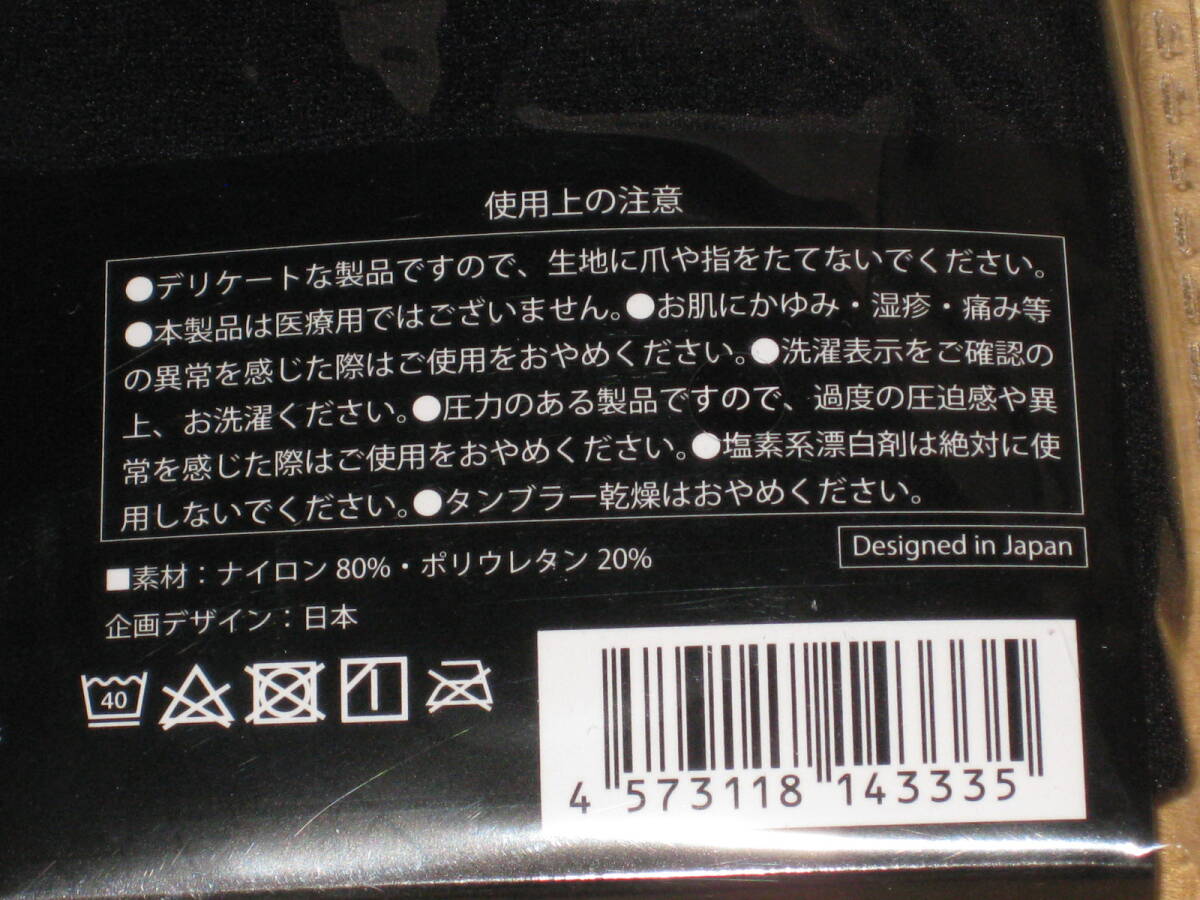 使用上の注意
●デリケートな製品ですので、生地に爪や指をたてないでください。
●本製品は医療用ではございません。●お肌にかゆみ・湿疹・痛み等
の異常を感じた際はご使用をおやめください。●洗濯表示をご確認の
上、お洗濯ください。●圧力のある製品ですので、過度の圧迫感や異
常を感じた際はご使用をおやめください。●塩素系漂白剤は絶対に使
用しないでください。●タンブラー乾燥はおやめください。
■素材：ナイロン 80%・ポリウレタン 20%
Designed in Japan
企画デザイン：日本
40
4 573118 143335